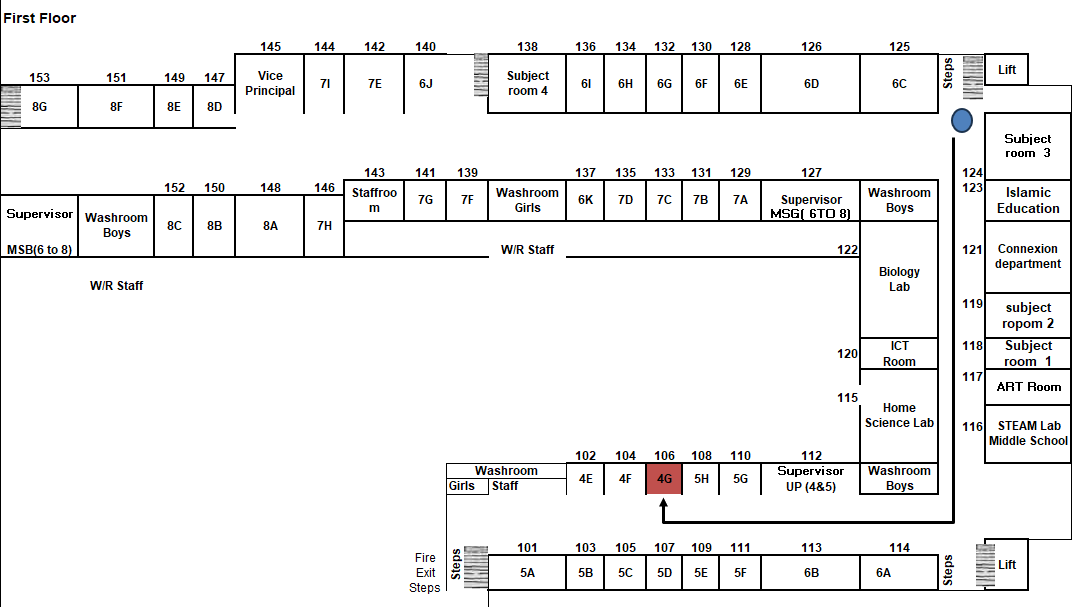 First Floor
145 144 142 140 138 136 134 132 130 128 126 125
Vice
Principal
7I 7E 6J
Subject
room 4
6I 6H 6G 6F 6E 6D 6C
Steps
Lift
153 151 149 147
8G 8F 8E 8D
Subject
room 3
124
143 141 139 137 135 133 131 129 127
123
Staffroo
m
7G 7F
Washroom
Girls
6K 7D 7C 7B 7A
Supervisor
MSG( 6TO 8)
Washroom
Boys
Islamic
Education
152 150 148 146
Supervisor
MSB(6 to 8)
Washroom
Boys
8C 8B 8A 7H
W/R Staff
122
121
Connexion
department
W/R Staff
Biology
Lab
119
subject
ropom 2
120
ICT
Room
118
Subject
room 1
117
ART Room
115
Home
Science Lab
116
STEAM Lab
Middle School
102 104 106 108 110 112
Washroom
Girls Staff
4E 4F 4G 5H 5G
Supervisor
UP (4&5)
Washroom
Boys
101 103 105 107 109 111 113 114
Fire
Exit
Steps
Steps
5A 5B 5C 5D 5E 5F 6B 6A
Steps
Lift